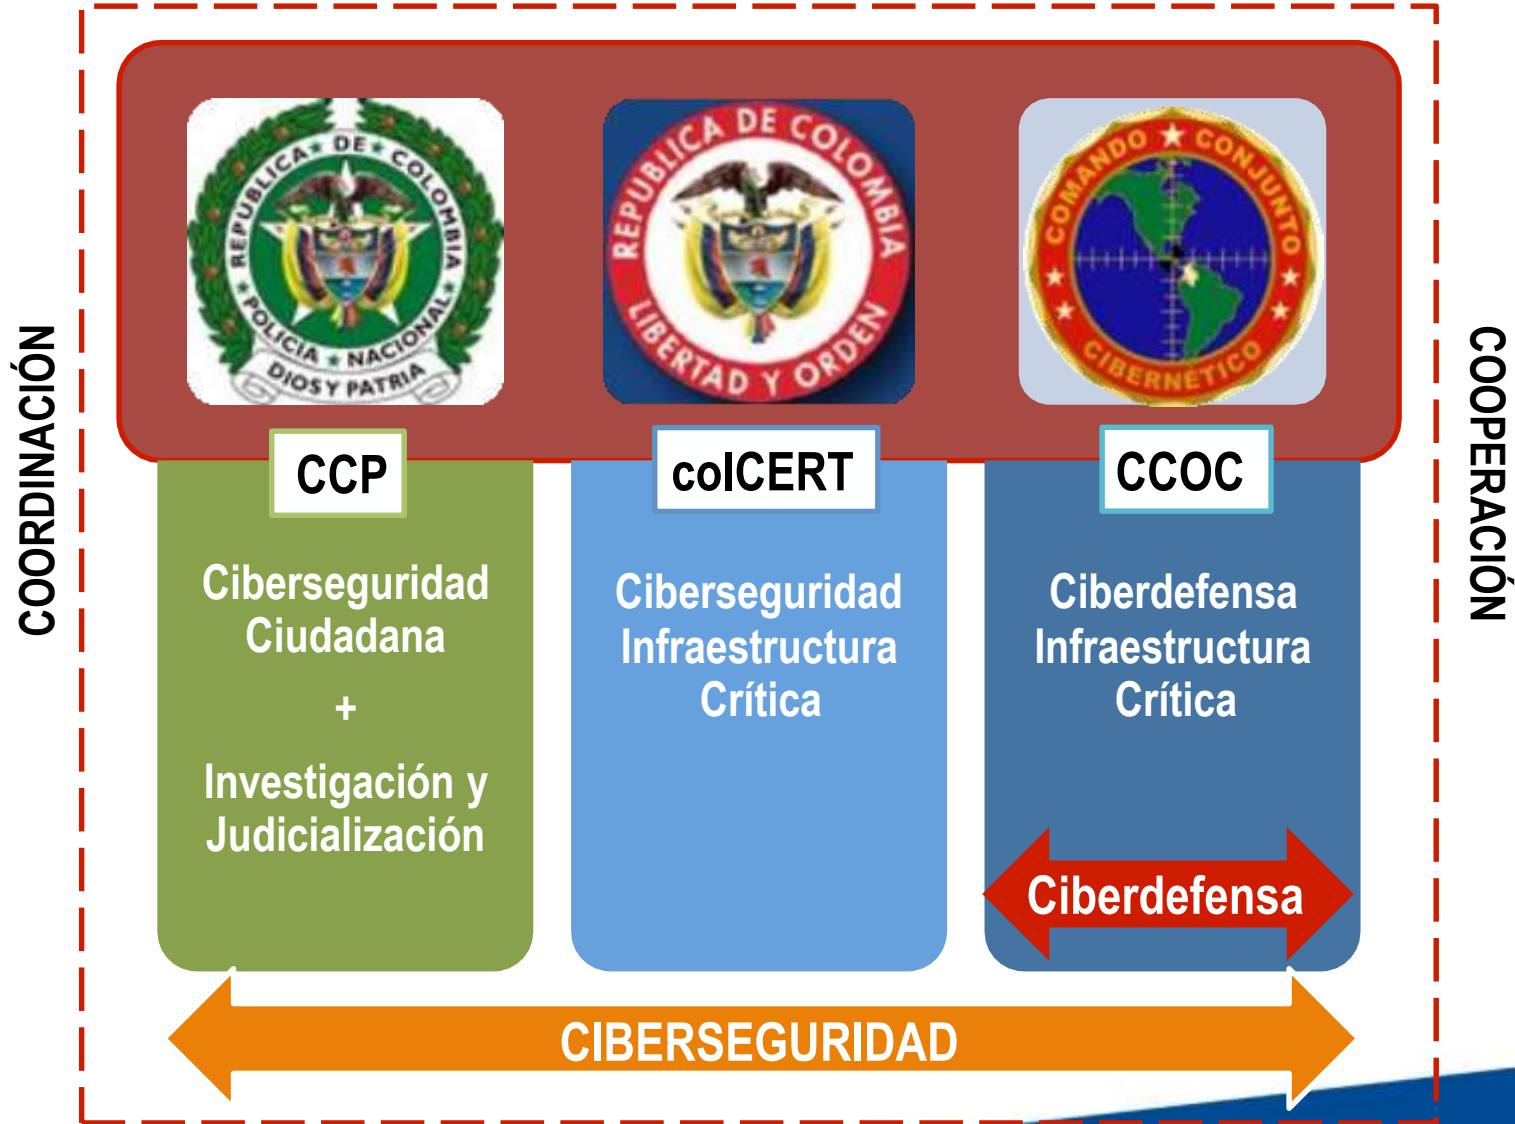 COORDINACIÓN
REPUBLICA DE COLOMBIA
POLICIA NACIONAL
DIOS Y PATRIA
REPUBLICA DE COLOMBIA
LIBERTAD Y ORDEN
COMANDO CONJUNTO
CIBERNÉTICO
CCP
Ciberseguridad
Ciudadana
+
Investigación y
Judicialización
colCERT
Ciberseguridad
Infraestructura
Crítica
CCOC
Ciberdefensa
Infraestructura
Crítica
Ciberdefensa
CIBERSEGURIDAD
COOPERACIÓN